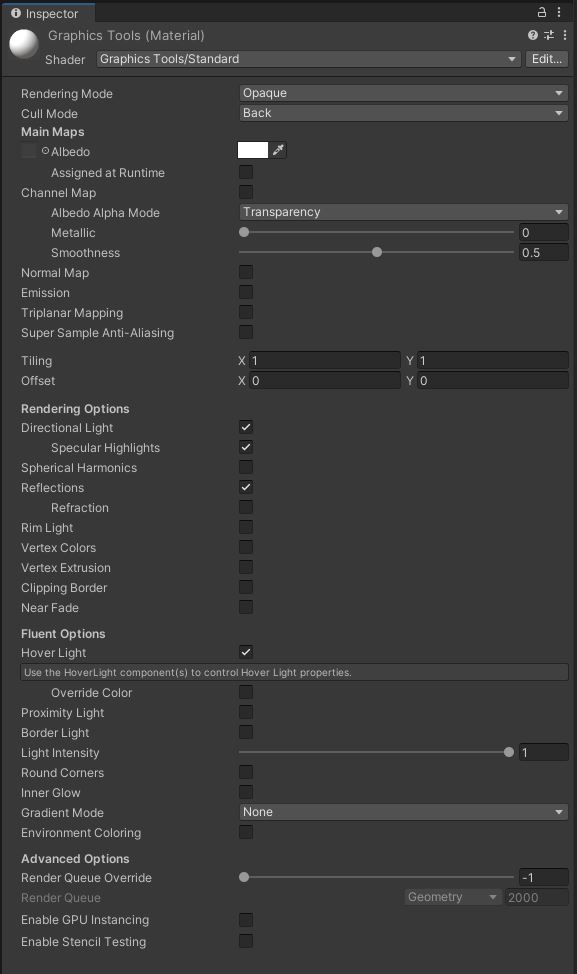 Inspector
Graphics Tools (Material)
Shader Graphics Tools/Standard Edit...
Rendering Mode Opaque
Cull Mode Back
Main Maps
Albedo
Assigned at Runtime
Channel Map
Albedo Alpha Mode Transparency
Metallic 0
Smoothness 0.5
Normal Map
Emission
Triplanar Mapping
Super Sample Anti-Aliasing
Tiling X 1 Y 1
Offset X 0 Y 0
Rendering Options
Directional Light
Specular Highlights
Spherical Harmonics
Reflections
Refraction
Rim Light
Vertex Colors
Vertex Extrusion
Clipping Border
Near Fade
Fluent Options
Hover Light
Use the HoverLight component(s) to control Hover Light properties.
Override Color
Proximity Light
Border Light
Light Intensity 1
Round Corners
Inner Glow
Gradient Mode None
Environment Coloring
Advanced Options
Render Queue Override -1
Render Queue Geometry 2000
Enable GPU Instancing
Enable Stencil Testing